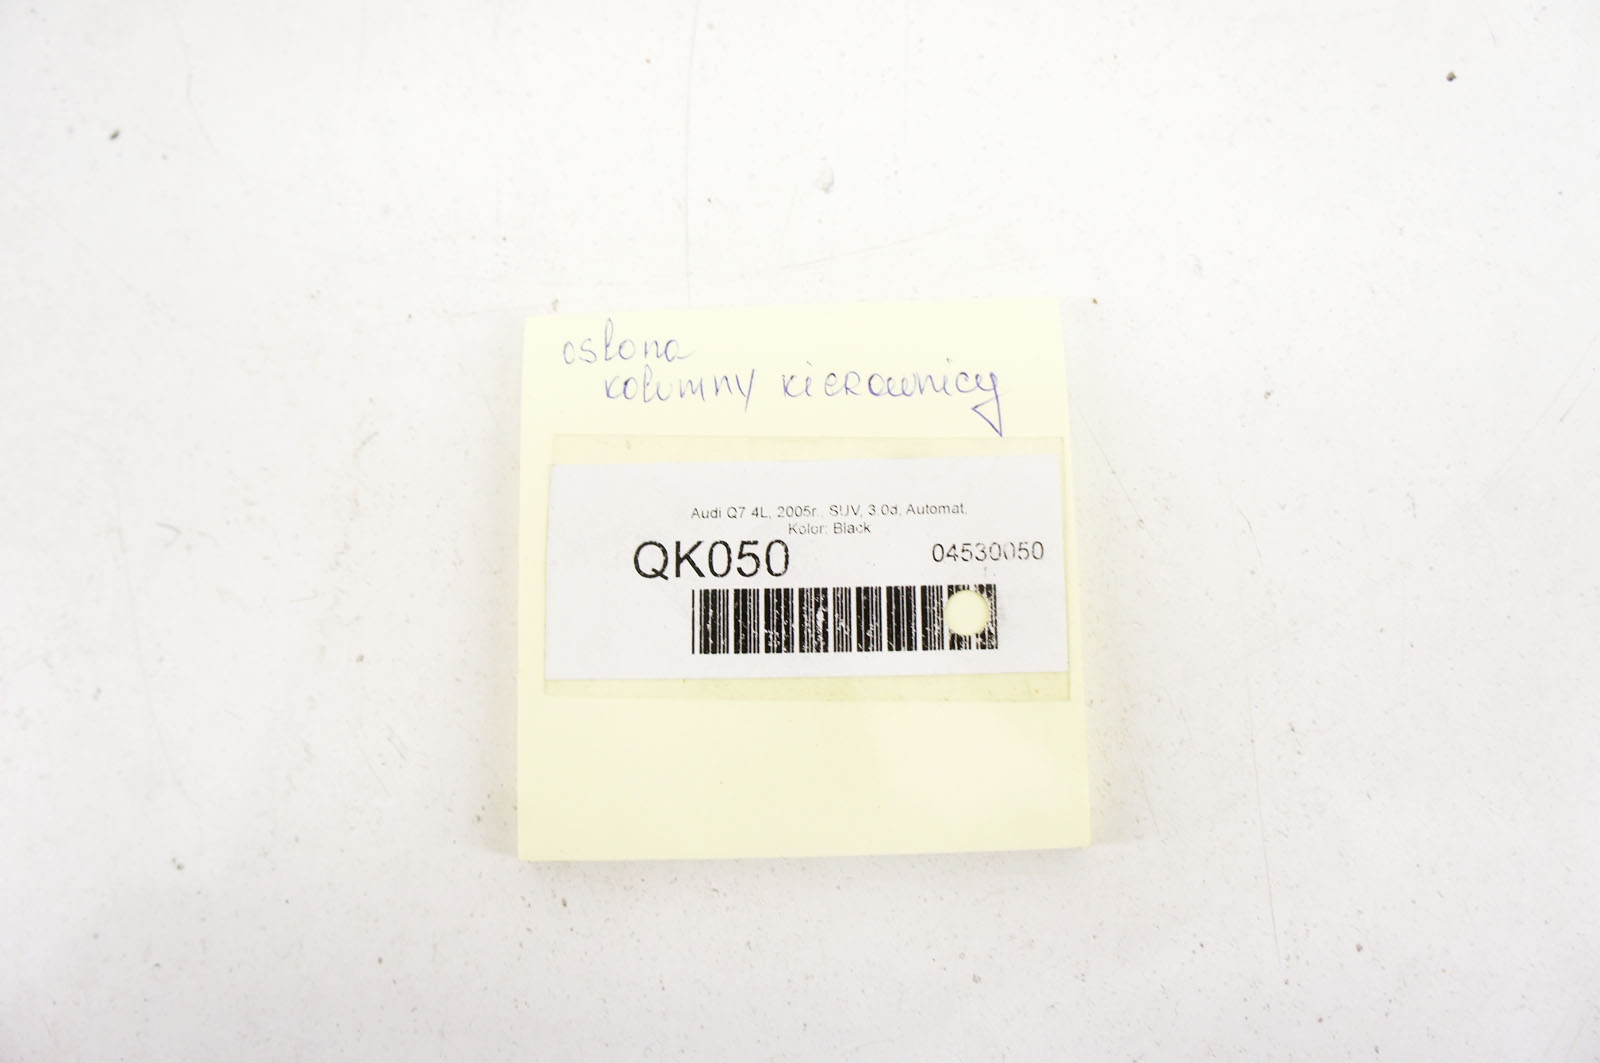 osłona
kolumny kierownicy
Audi Q7 4L, 2005r., SUV, 3.0d, Automat,
Kolor: Black
QK050 04530050